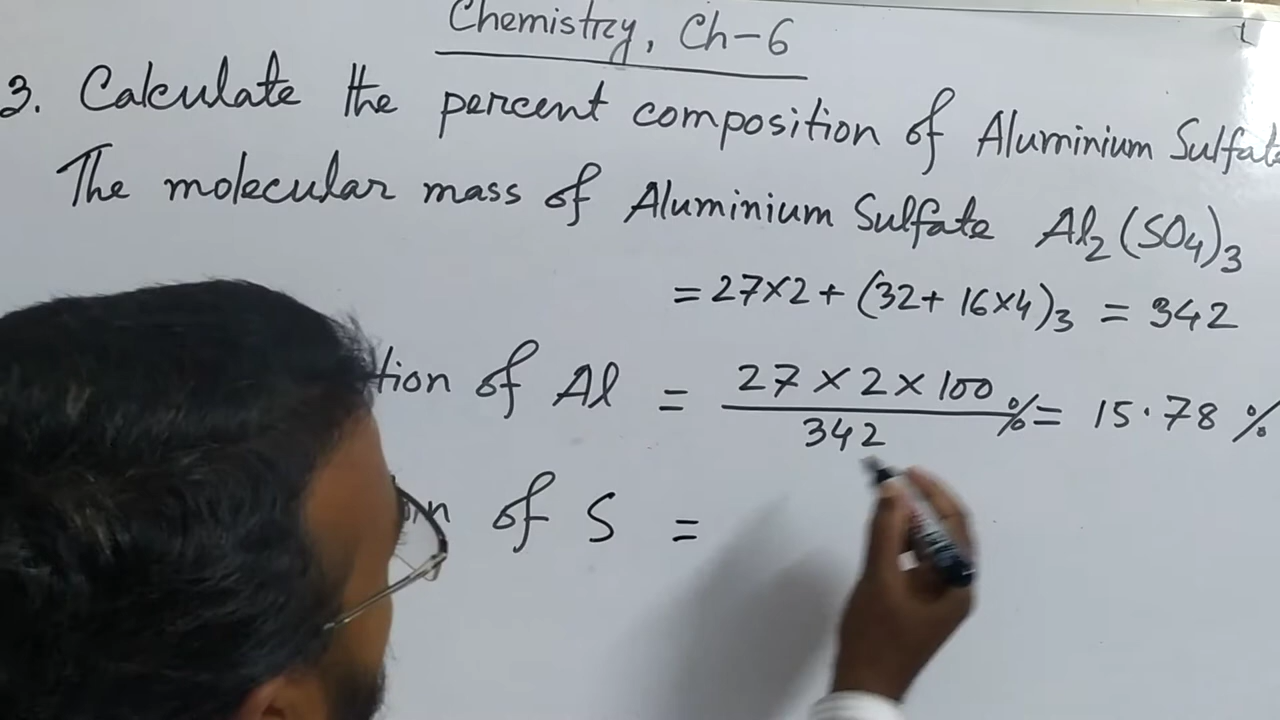 Chemistry, Ch-6
3. Calculate the percent composition of Aluminium Sulfate
The molecular mass of Aluminium Sulfate Al₂(SO₄)₃
= 27×2 + (32 + 16×4)₃ = 342
tion of Al = 27 × 2 × 100 / 342 % = 15.78 %
of S =